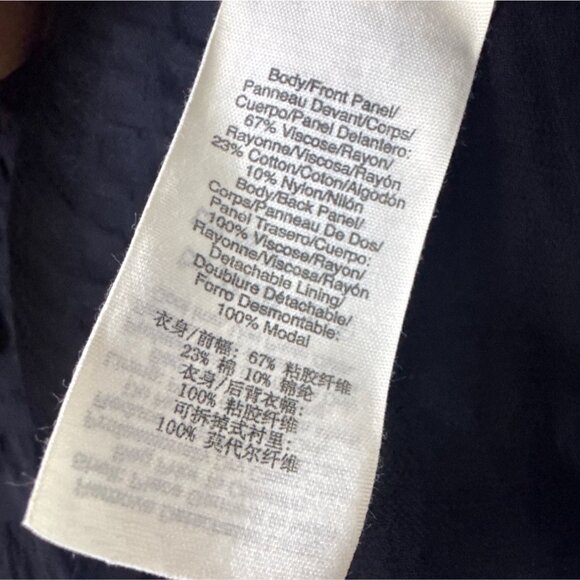 Body/Front Panel/
Panneau Devant/Corps/
Cuerpo/Panel Delantero:
67% Viscose/Rayon/
Rayonne/Viscosa/Rayón
23% Cotton/Coton/Algodón
10% Nylon/Nilón
Body/Back Panel/
Corps/Panneau De Dos/
Panel Trasero/Cuerpo:
100% Viscose/Rayon/
Rayonne/Viscosa/Rayón
Detachable Lining/
Doublure Détachable/
Forro Desmontable:
100% Modal
衣身/前幅: 67% 粘胶纤维
23% 棉 10% 锦纶
衣身/后背衣幅:
100% 粘胶纤维
可拆掉式衬里:
100% 莫代尔纤维